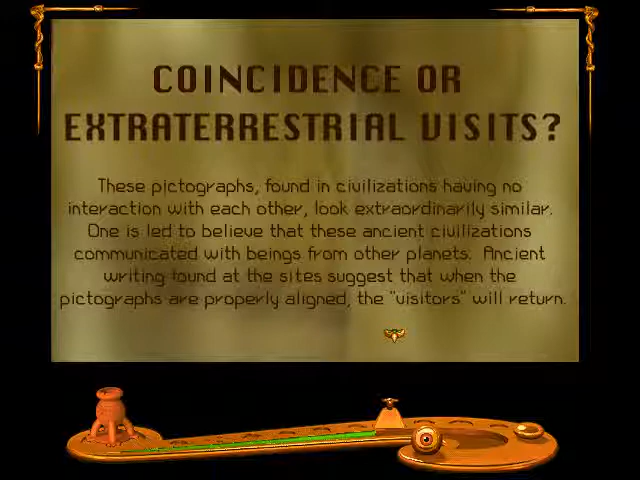 COINCIDENCE OR
EXTRATERRESTRIAL VISITS?
These pictographs, found in civilizations having no
interaction with each other, look extraordinarily similar.
One is led to believe that these ancient civilizations
communicated with beings from other planets. Ancient
writing found at the sites suggest that when the
pictographs are properly aligned, the "visitors" will return.